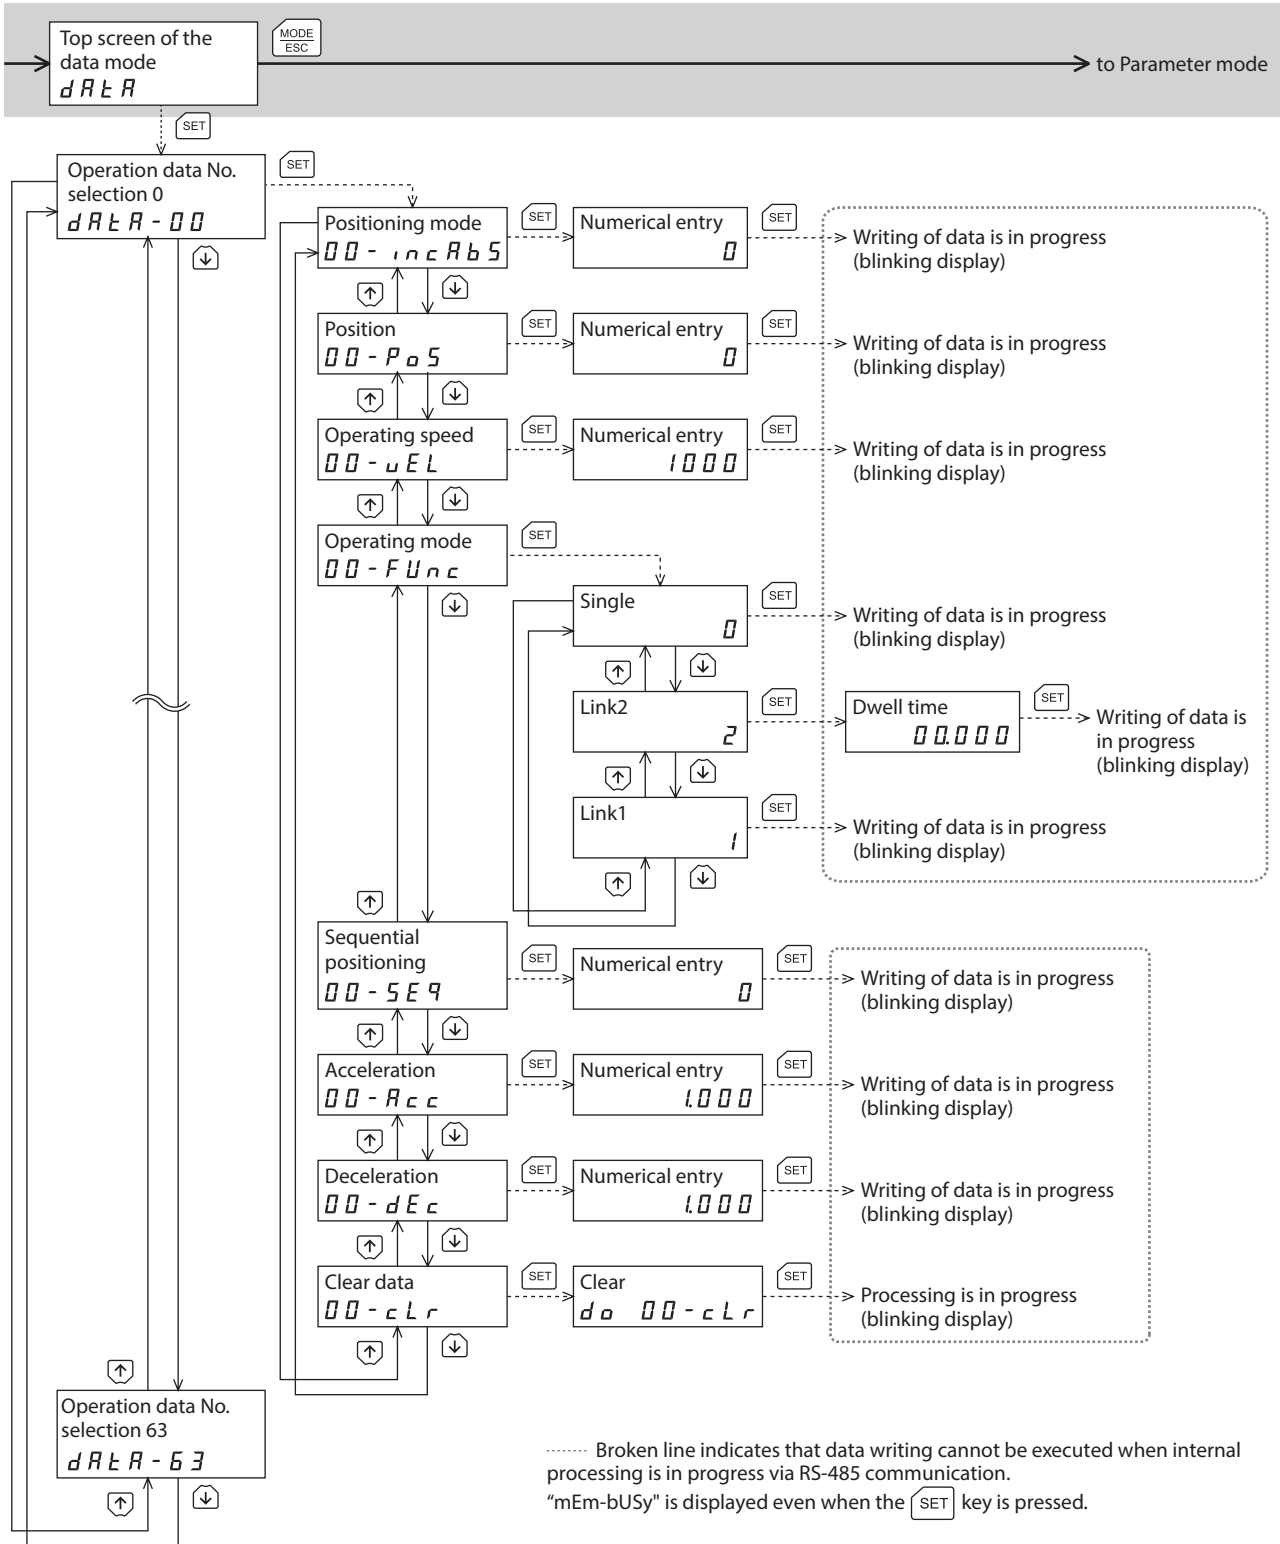 Top screen of the
data mode
dAtA
MODE
ESC
to Parameter mode
SET
Operation data No.
selection 0
dAtA-00
SET
↓
Positioning mode
00-incAbS
SET
Numerical entry
0
SET
Writing of data is in progress
(blinking display)
↑ ↓
Position
00-PoS
SET
Numerical entry
0
SET
Writing of data is in progress
(blinking display)
↑ ↓
Operating speed
00-vEL
SET
Numerical entry
1000
SET
Writing of data is in progress
(blinking display)
↑ ↓
Operating mode
00-FUnc
SET
↓
Single
0
SET
Writing of data is in progress
(blinking display)
↑ ↓
Link2
2
SET
Dwell time
00.000
SET
Writing of data is
in progress
(blinking display)
↑ ↓
Link1
1
SET
Writing of data is in progress
(blinking display)
↑ ↓
↑
Sequential
positioning
00-SEq
SET
Numerical entry
0
SET
Writing of data is in progress
(blinking display)
↑ ↓
Acceleration
00-Acc
SET
Numerical entry
1.000
SET
Writing of data is in progress
(blinking display)
↑ ↓
Deceleration
00-dEc
SET
Numerical entry
1.000
SET
Writing of data is in progress
(blinking display)
↑ ↓
Clear data
00-cLr
SET
Clear
do 00-cLr
SET
Processing is in progress
(blinking display)
↑ ↓
↑
Operation data No.
selection 63
dAtA-63
↑ ↓
Broken line indicates that data writing cannot be executed when internal
processing is in progress via RS-485 communication.
“mEm-bUSy" is displayed even when the SET key is pressed.